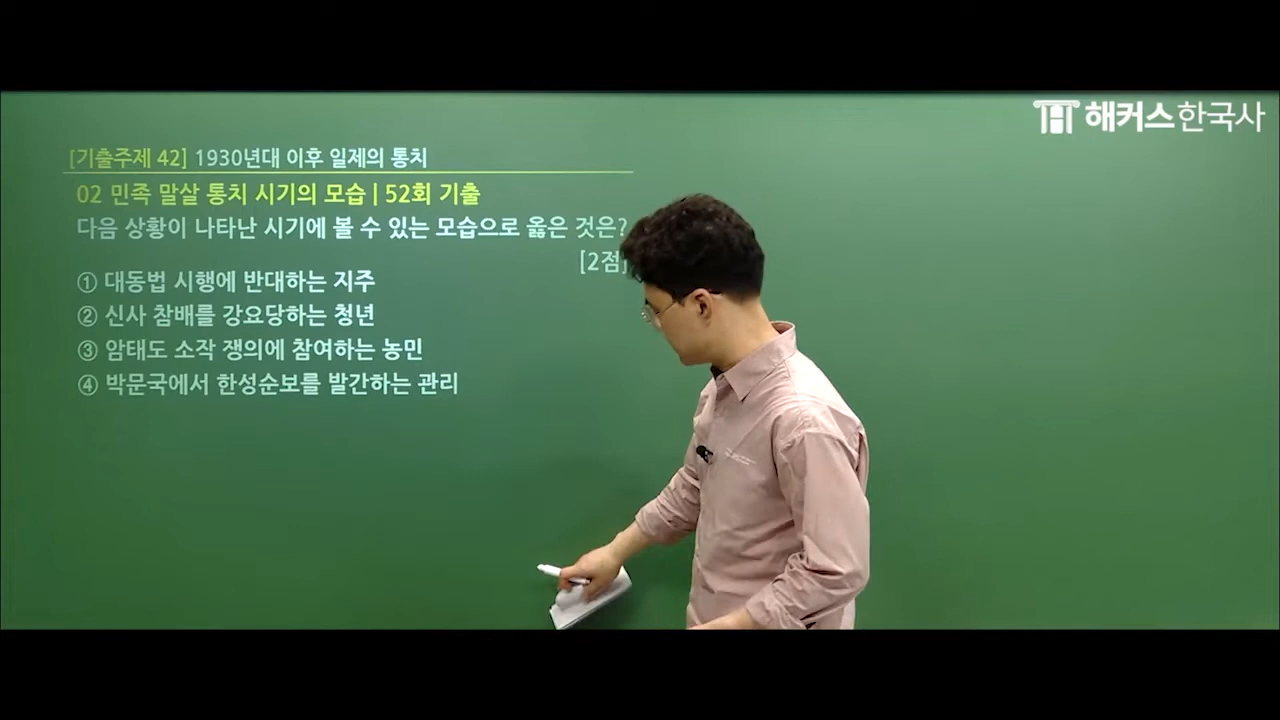 해커스한국사
[기출주제 42] 1930년대 이후 일제의 통치
02 민족 말살 통치 시기의 모습 | 52회 기출
다음 상황이 나타난 시기에 볼 수 있는 모습으로 옳은 것은?
[2점]
① 대동법 시행에 반대하는 지주
② 신사 참배를 강요당하는 청년
③ 암태도 소작 쟁의에 참여하는 농민
④ 박문국에서 한성순보를 발간하는 관리